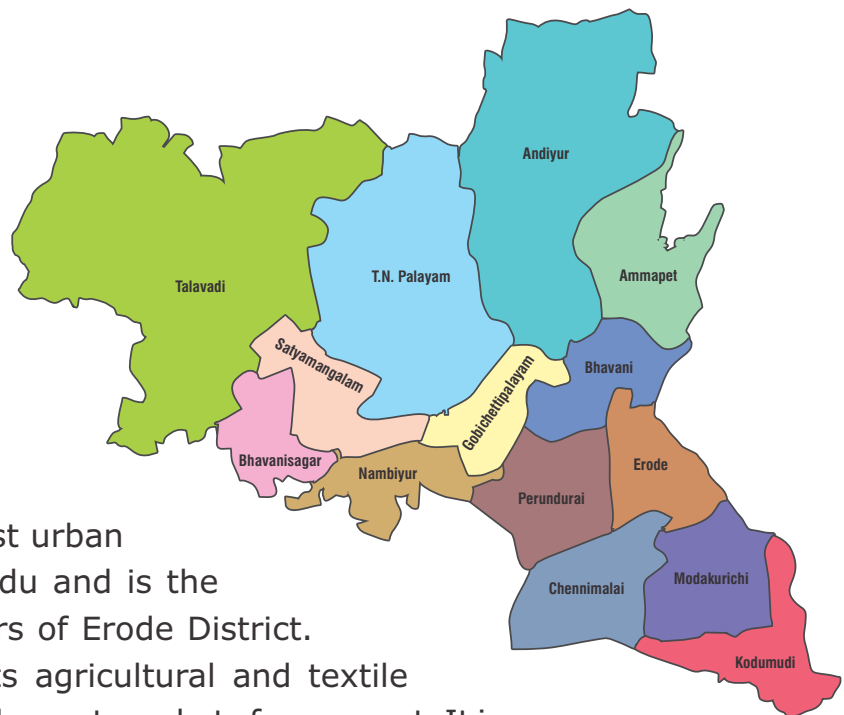 Andiyur
Ammapet
Talavadi
T.N. Palayam
Satyamangalam
Gobichettipalayam
Bhavani
Bhavanisagar
Nambiyur
Erode
Perundurai
Chennimalai
Modakurichi
Kodumudi
urban
du and is the
rs of Erode District.
ts agricultural and textile